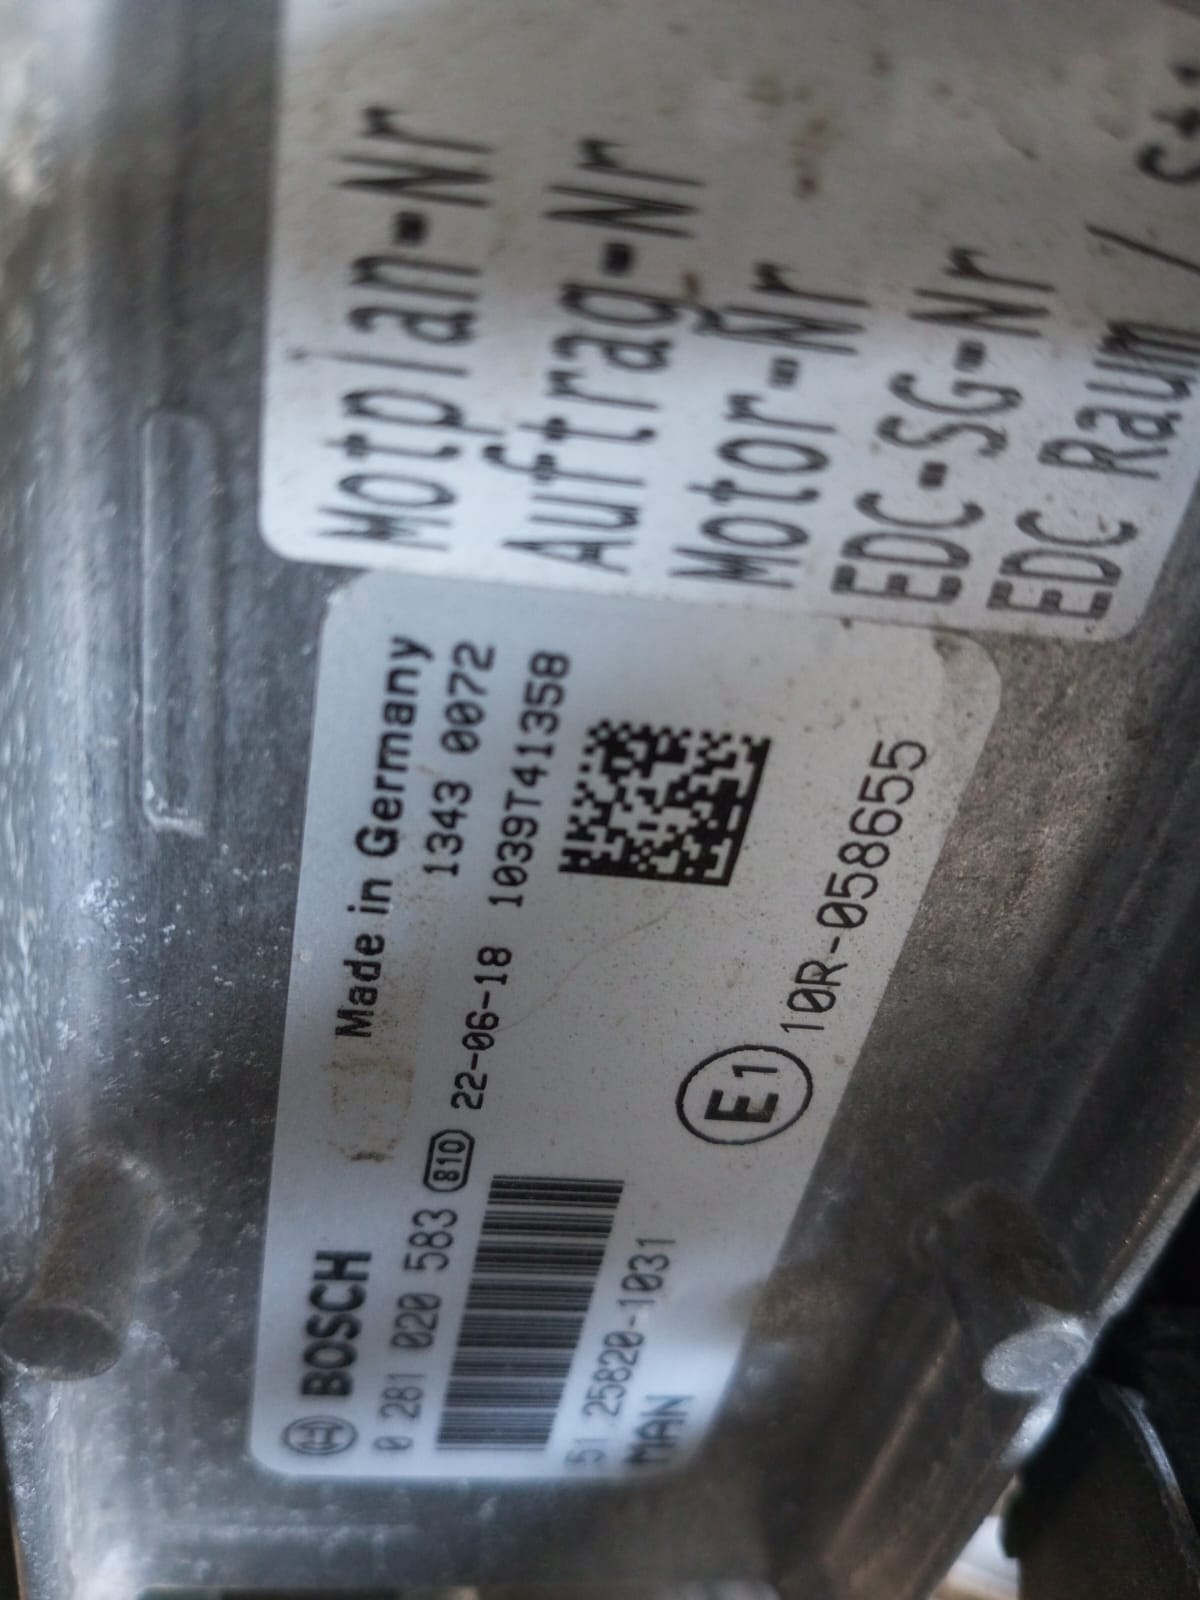 Motplan-Nr
Auftrag-Nr
Motor-Nr
EDC-SG-Nr
EDC Raum /
BOSCH
Made in Germany
0 281 020 583
810
1343 0072
22-06-18
1039T41358
51.25820-1031
MAN
E1
10R-058655